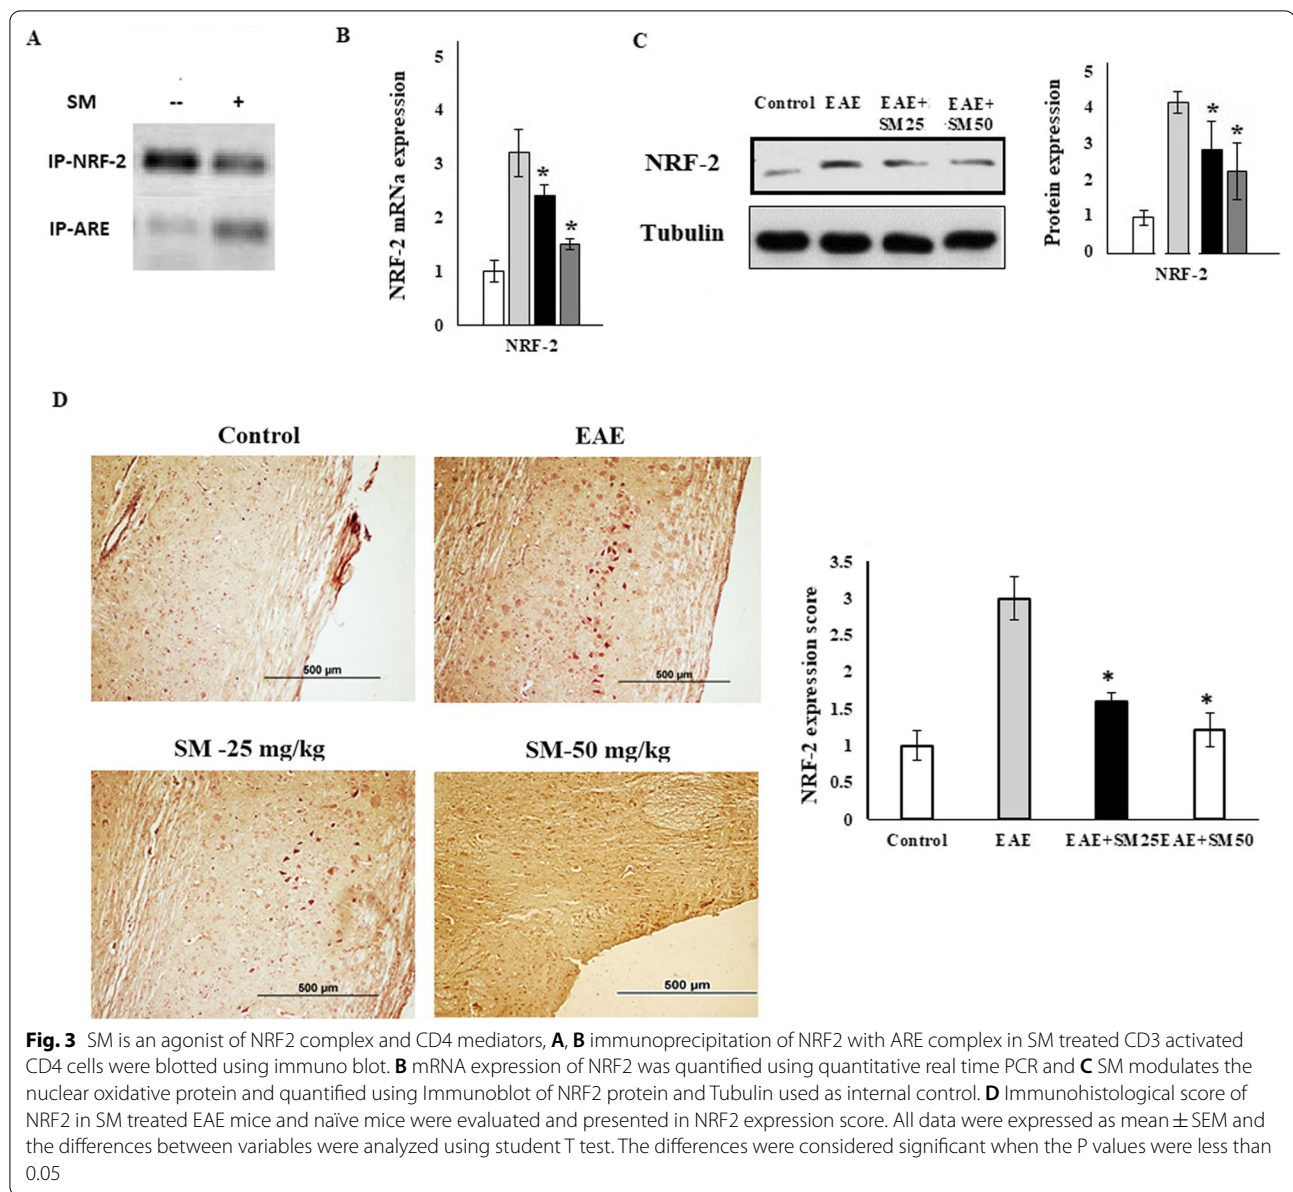 A
SM -- +
IP-NRF-2
IP-ARE
B
NRF-2 mRNa expression
5
4
3
2
1
0
*
*
NRF-2
C
Control EAE EAE+: EAE+
SM25 ·SM50
NRF-2
Tubulin
Protein expression
5
4
3
2
1
0
*
*
NRF-2
D
Control
500 µm
EAE
500 µm
SM -25 mg/kg
500 µm
SM-50 mg/kg
500 µm
NRF-2 expression score
3.5
3
2.5
2
1.5
1
0.5
0
*
*
Control EAE EAE+SM25EAE+SM50
Fig. 3 SM is an agonist of NRF2 complex and CD4 mediators, A, B immunoprecipitation of NRF2 with ARE complex in SM treated CD3 activated
CD4 cells were blotted using immuno blot. B mRNA expression of NRF2 was quantified using quantitative real time PCR and C SM modulates the
nuclear oxidative protein and quantified using Immunoblot of NRF2 protein and Tubulin used as internal control. D Immunohistological score of
NRF2 in SM treated EAE mice and naïve mice were evaluated and presented in NRF2 expression score. All data were expressed as mean ± SEM and
the differences between variables were analyzed using student T test. The differences were considered significant when the P values were less than
0.05